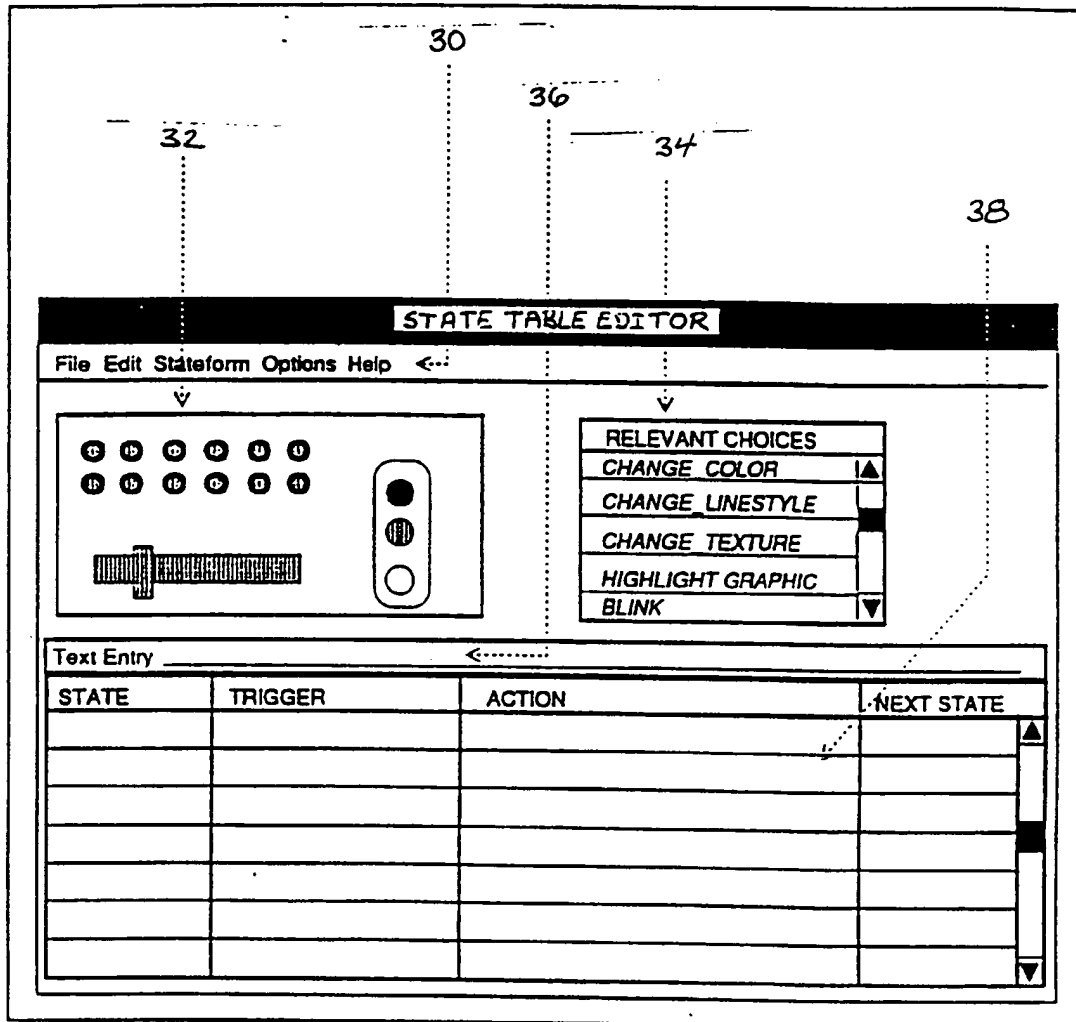 30
36
32
34
38
STATE TABLE EDITOR
File Edit Stateform Options Help
RELEVANT CHOICES
CHANGE_COLOR
CHANGE_LINESTYLE
CHANGE_TEXTURE
HIGHLIGHT GRAPHIC
BLINK
Text Entry
STATE TRIGGER ACTION NEXT STATE